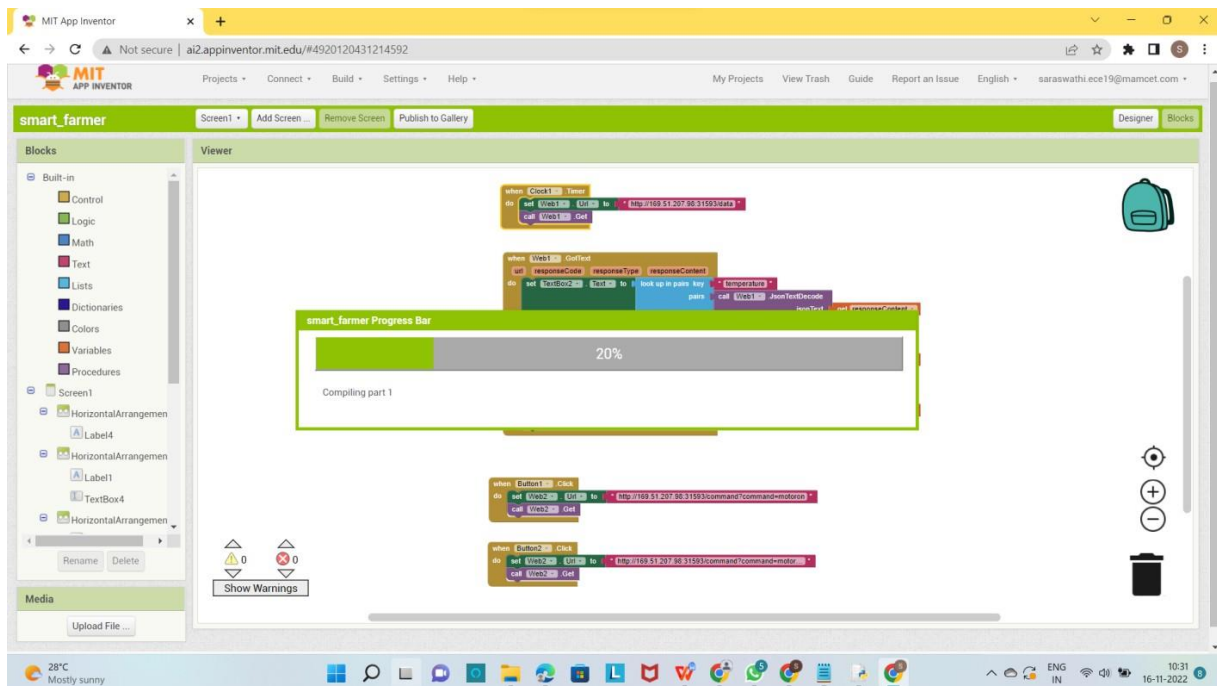 MIT App Inventor
Not secure | ai2.appinventor.mit.edu/#4920120431214592
S
MIT
APP INVENTOR
Projects Connect Build Settings Help My Projects View Trash Guide Report an Issue English saraswathi.ece19@mamcet.com
smart_farmer Screen1 Add Screen ... Remove Screen Publish to Gallery Designer Blocks
Blocks Viewer
Built-in
Control
Logic
Math
Text
Lists
Dictionaries
Colors
Variables
Procedures
Screen1
HorizontalArrangemen
Label4
HorizontalArrangemen
Label1
TextBox4
HorizontalArrangemen
Rename Delete
Media
Upload File ...
when Clock1 .Timer
do set Web1 . Url to " http://169.51.207.98:31593/data "
call Web1 .Get
when Web1 .GotText
url responseCode responseType responseContent
do set TextBox2 . Text to look up in pairs key " temperature "
pairs call Web1 .JsonTextDecode
jsonText get responseContent
smart_farmer Progress Bar
20%
Compiling part 1
when Button1 .Click
do set Web2 . Url to " http://169.51.207.98:31593/command?command=motoron "
call Web2 .Get
when Button2 .Click
do set Web2 . Url to " http://169.51.207.98:31593/command?command=motor... "
call Web2 .Get
0 0
Show Warnings
28°C
Mostly sunny
ENG
IN
10:31
16-11-2022